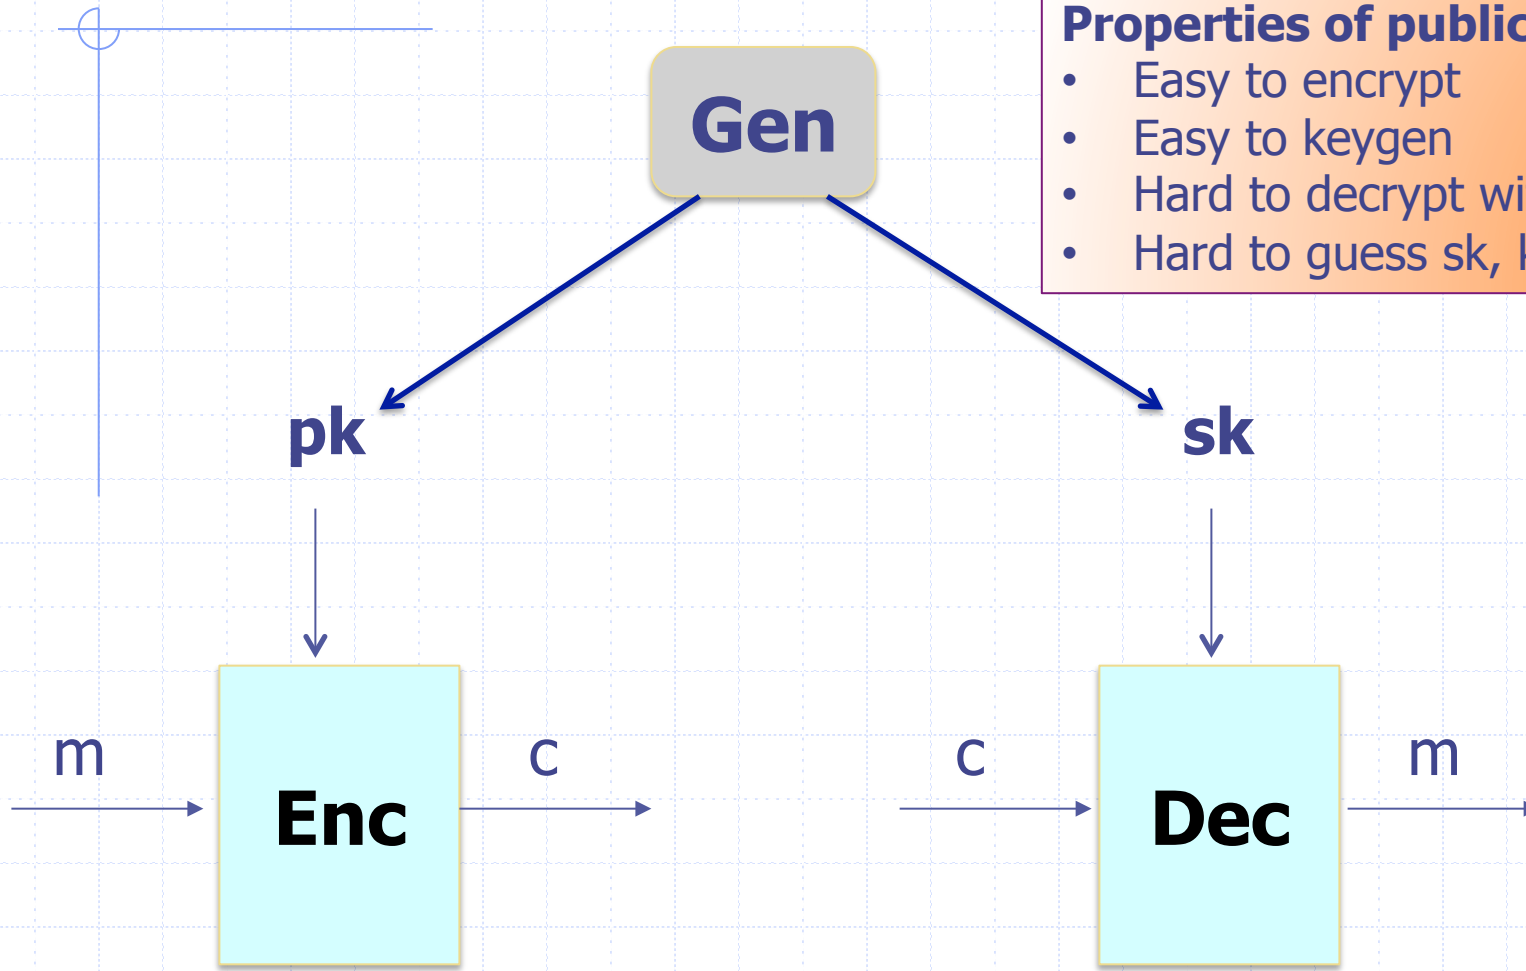 Properties of public
• Easy to encrypt
• Easy to keygen
• Hard to decrypt
• Hard to guess sk,
Gen
pk
sk
m
c
c
m
Enc
Dec